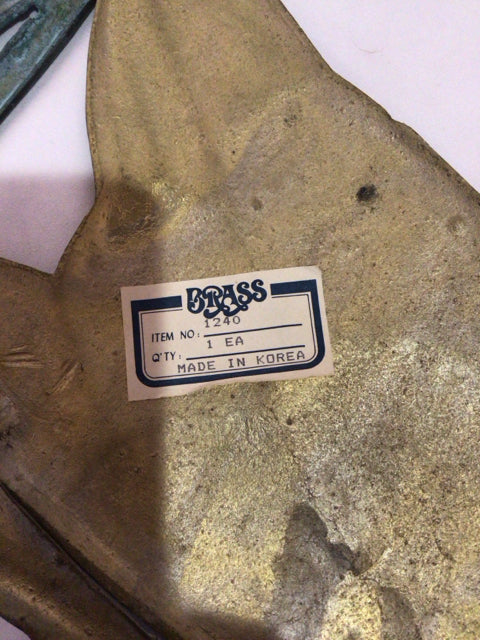 BRASS
ITEM NO: 1240
Q'TY: 1 EA
MADE IN KOREA